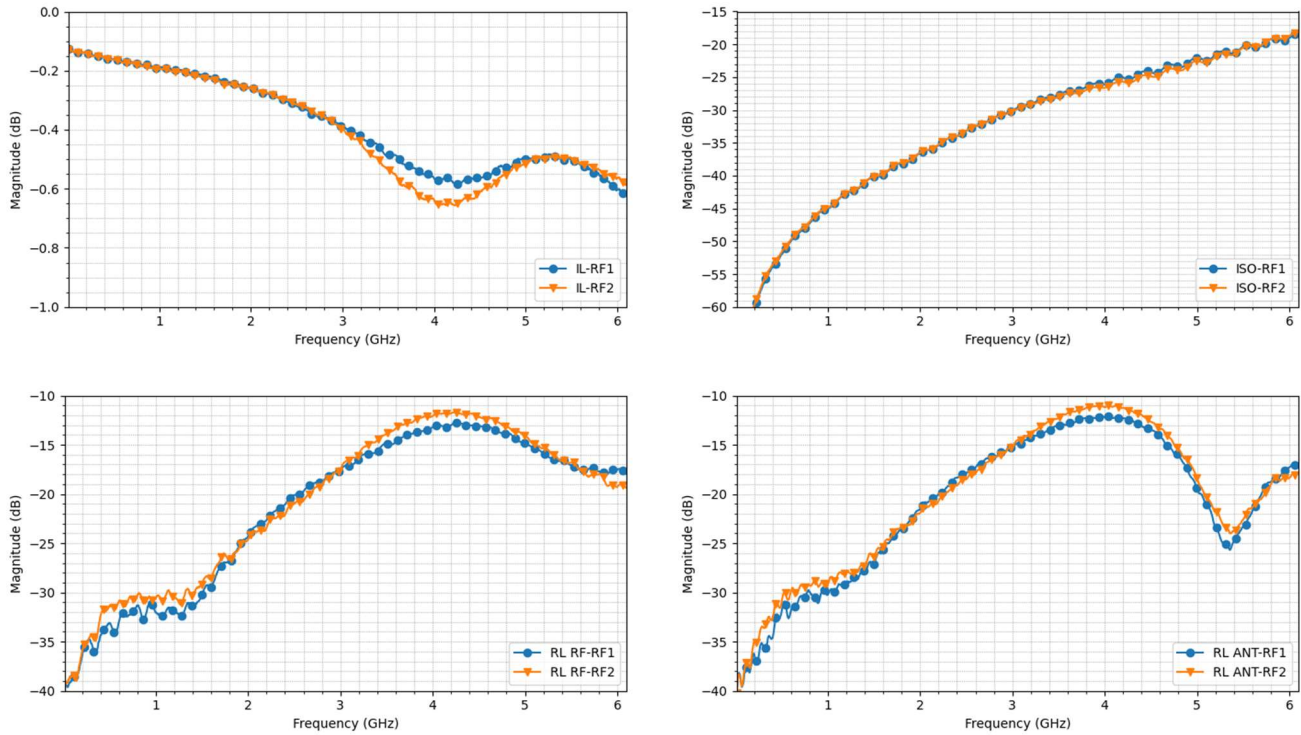 0.0
−0.2
−0.4
−0.6
−0.8
−1.0
Magnitude (dB)
1 2 3 4 5 6
Frequency (GHz)
IL-RF1
IL-RF2
−15
−20
−25
−30
−35
−40
−45
−50
−55
−60
Magnitude (dB)
1 2 3 4 5 6
Frequency (GHz)
ISO-RF1
ISO-RF2
−10
−15
−20
−25
−30
−35
−40
Magnitude (dB)
1 2 3 4 5 6
Frequency (GHz)
RL RF-RF1
RL RF-RF2
−10
−15
−20
−25
−30
−35
−40
Magnitude (dB)
1 2 3 4 5 6
Frequency (GHz)
RL ANT-RF1
RL ANT-RF2